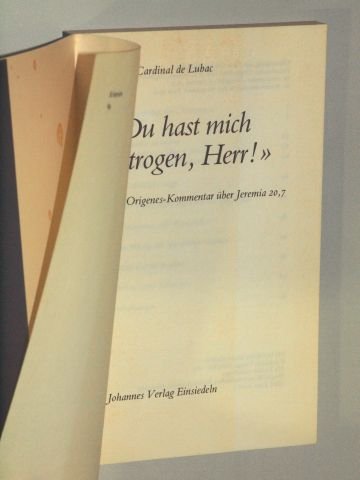 Cardinal de Lubac
Du hast mich
trogen, Herr!»
Origenes-Kommentar über Jeremia 20,7
Johannes Verlag Einsiedeln